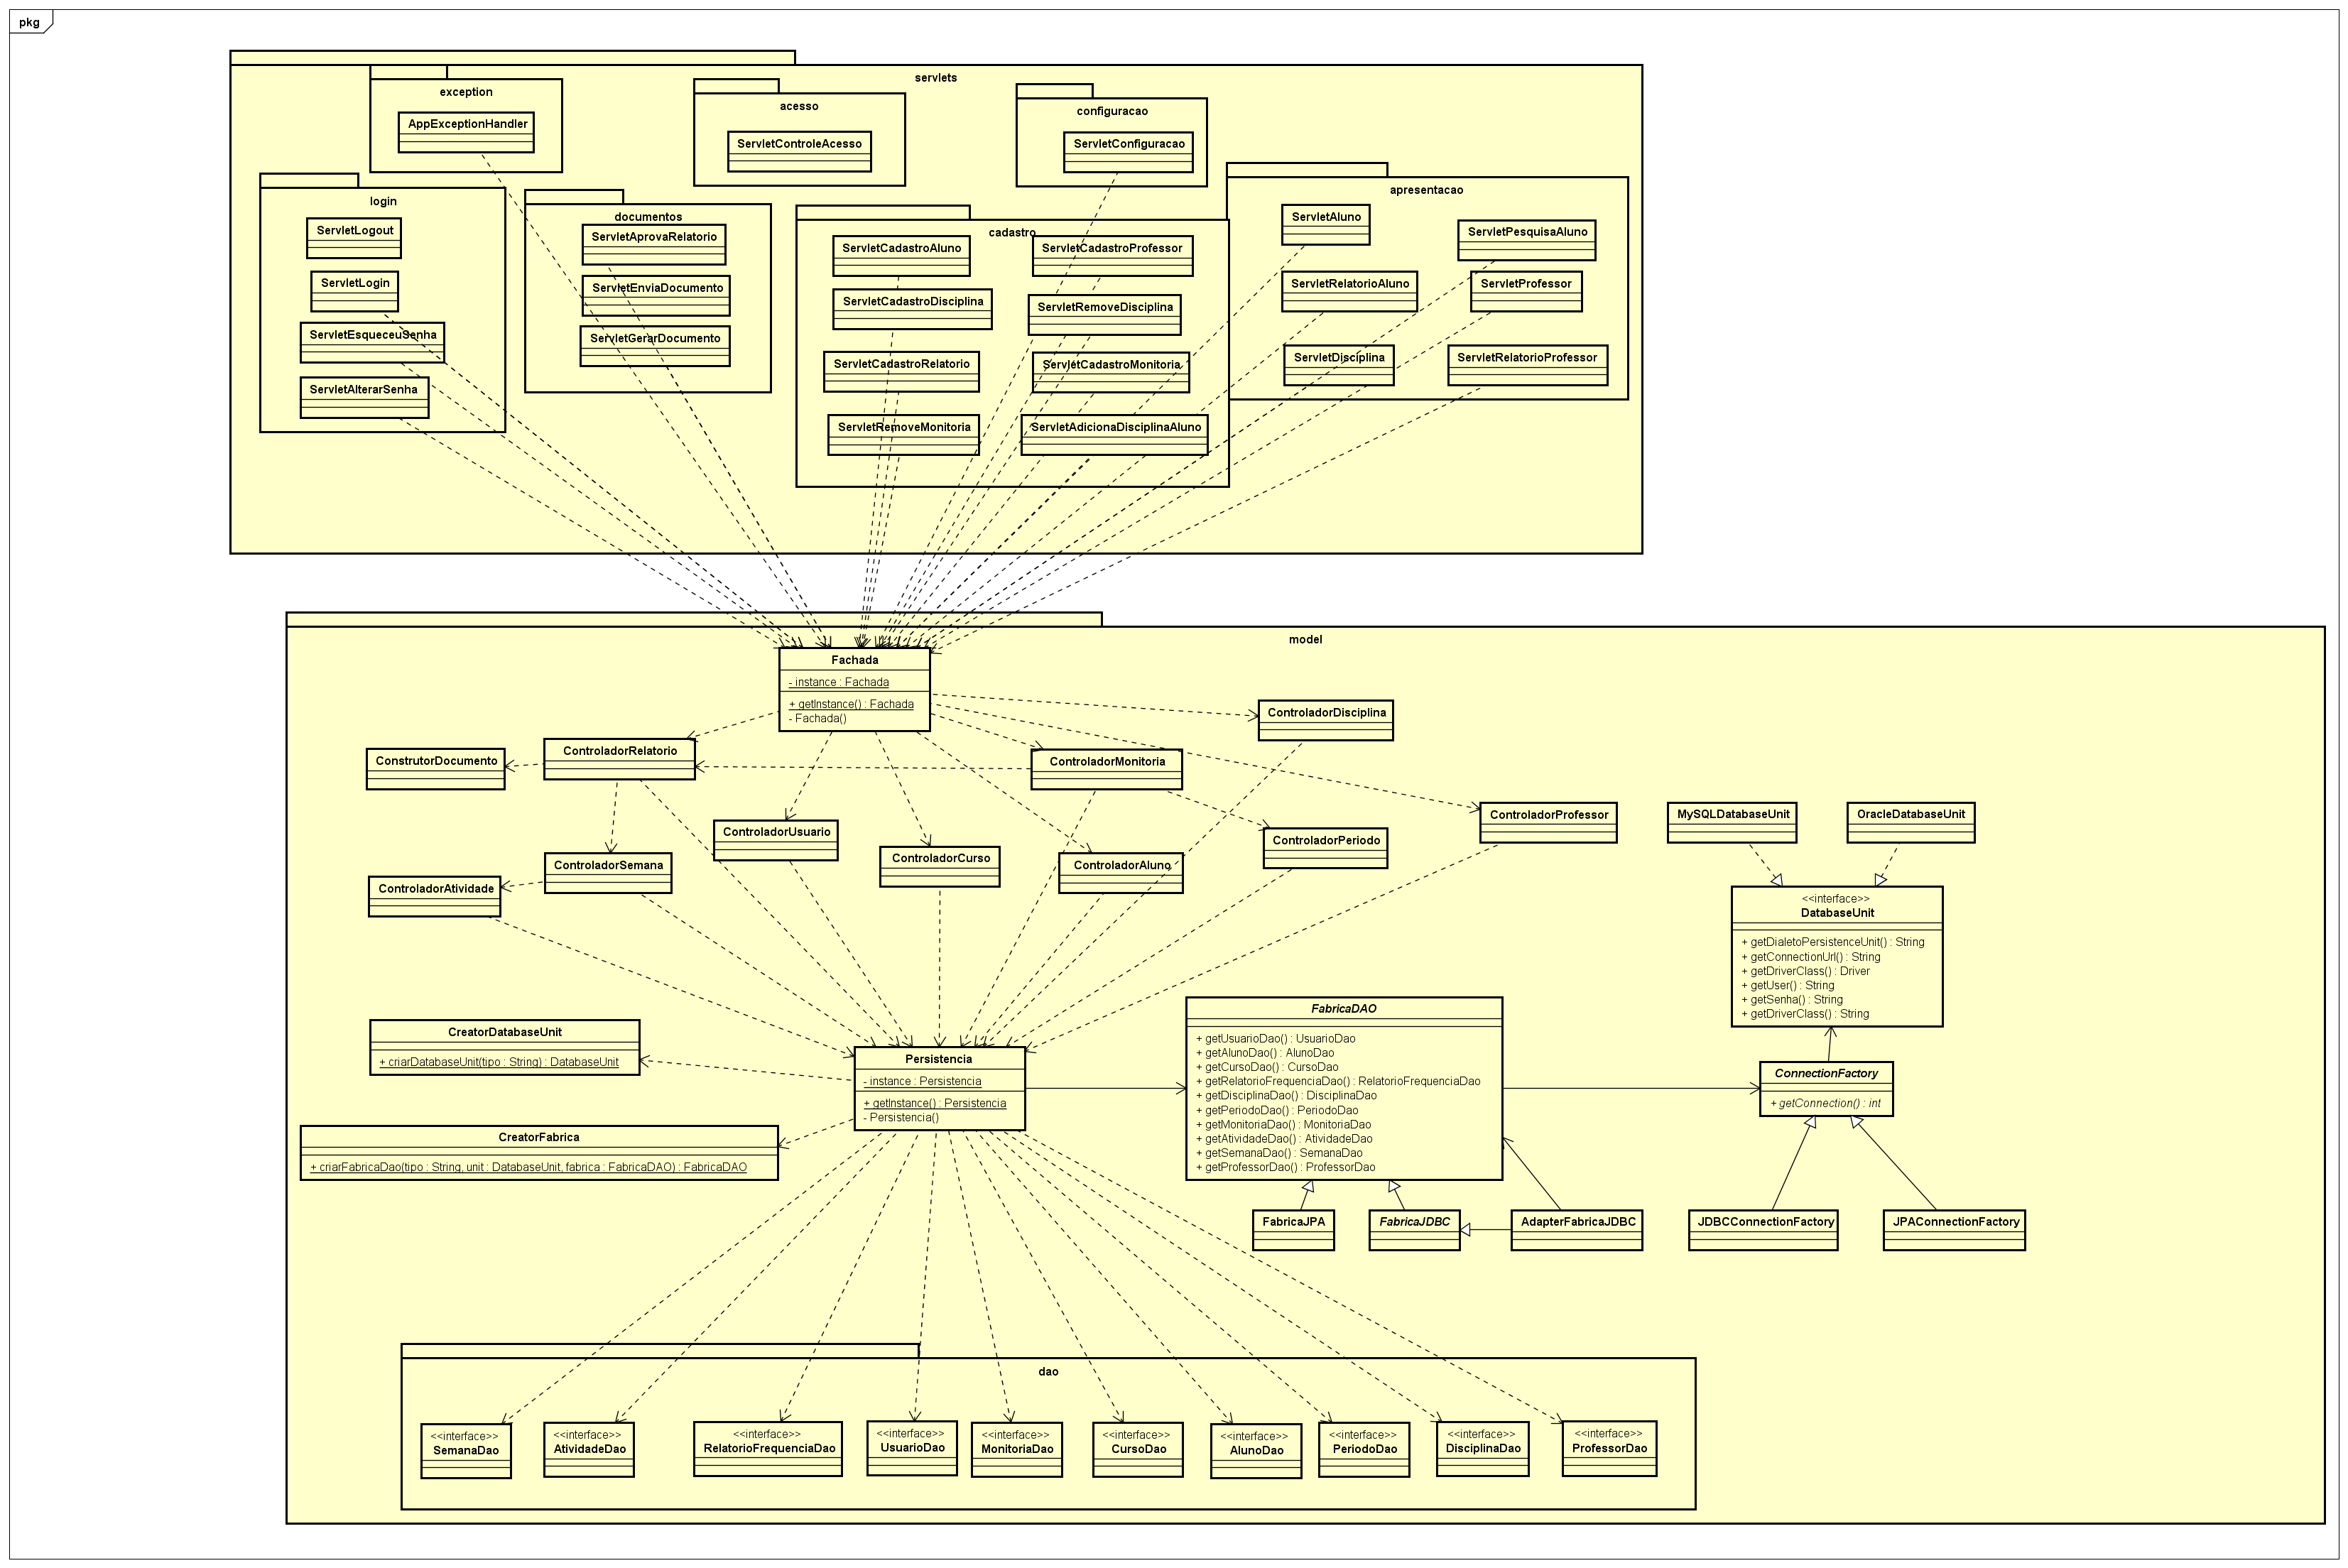 pkg
servlets
exception
AppExceptionHandler
acesso
ServletControleAcesso
configuracao
ServletConfiguracao
login
ServletLogout
ServletLogin
ServletEsqueceuSenha
ServletAlterarSenha
documentos
ServletAprovaRelatorio
ServletEnviaDocumento
ServletGerarDocumento
cadastro
ServletCadastroAluno
ServletCadastroProfessor
ServletCadastroDisciplina
ServletRemoveDisciplina
ServletCadastroRelatorio
ServletCadastroMonitoria
ServletRemoveMonitoria
ServletAdicionaDisciplinaAluno
apresentacao
ServletAluno
ServletPesquisaAluno
ServletRelatorioAluno
ServletProfessor
ServletDisciplina
ServletRelatorioProfessor
model
Fachada
- instance : Fachada
+ getInstance() : Fachada
- Fachada()
ControladorDisciplina
ConstrutorDocumento
ControladorRelatorio
ControladorMonitoria
ControladorUsuario
ControladorCurso
ControladorPeriodo
ControladorProfessor
ControladorSemana
ControladorAluno
ControladorAtividade
MySQLDatabaseUnit
OracleDatabaseUnit
<<interface>>
DatabaseUnit
+ getDialetoPersistenceUnit() : String
+ getConnectionUrl() : String
+ getDriverClass() : Driver
+ getUser() : String
+ getSenha() : String
+ getDriverClass() : String
CreatorDatabaseUnit
+ criarDatabaseUnit(tipo : String) : DatabaseUnit
Persistencia
- instance : Persistencia
+ getInstance() : Persistencia
- Persistencia()
FabricaDAO
+ getUsuarioDao() : UsuarioDao
+ getAlunoDao() : AlunoDao
+ getCursoDao() : CursoDao
+ getRelatorioFrequenciaDao() : RelatorioFrequenciaDao
+ getDisciplinaDao() : DisciplinaDao
+ getPeriodoDao() : PeriodoDao
+ getMonitoriaDao() : MonitoriaDao
+ getAtividadeDao() : AtividadeDao
+ getSemanaDao() : SemanaDao
+ getProfessorDao() : ProfessorDao
ConnectionFactory
+ getConnection() : int
CreatorFabrica
+ criarFabricaDao(tipo : String, unit : DatabaseUnit, fabrica : FabricaDAO) : FabricaDAO
FabricaJPA
FabricaJDBC
AdapterFabricaJDBC
JDBCConnectionFactory
JPAConnectionFactory
dao
<<interface>>
SemanaDao
<<interface>>
AtividadeDao
<<interface>>
RelatorioFrequenciaDao
<<interface>>
UsuarioDao
<<interface>>
MonitoriaDao
<<interface>>
CursoDao
<<interface>>
AlunoDao
<<interface>>
PeriodoDao
<<interface>>
DisciplinaDao
<<interface>>
ProfessorDao